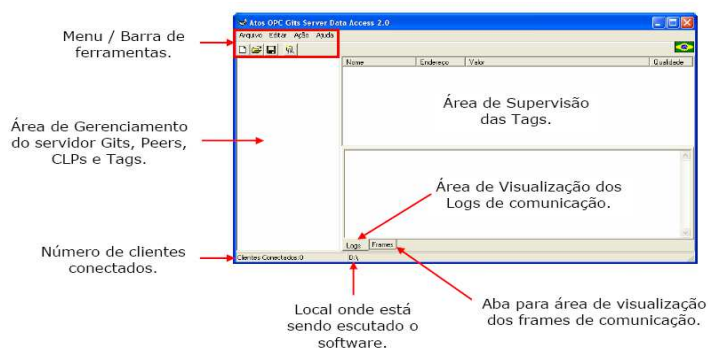 Atos OPC Gits Server Data Access 2.0
Arquivo Editar Ação Ajuda
Menu / Barra de
ferramentas.
Nome Endereço Valor Qualidade
Área de Supervisão
das Tags.
Área de Gerenciamento
do servidor Gits, Peers,
CLPs e Tags.
Área de Visualização dos
Logs de comunicação.
Logs Frames
Número de clientes
conectados.
Clientes Conectados:0 D:\
Local onde está
sendo escutado o
software.
Aba para área de visualização
dos frames de comunicação.